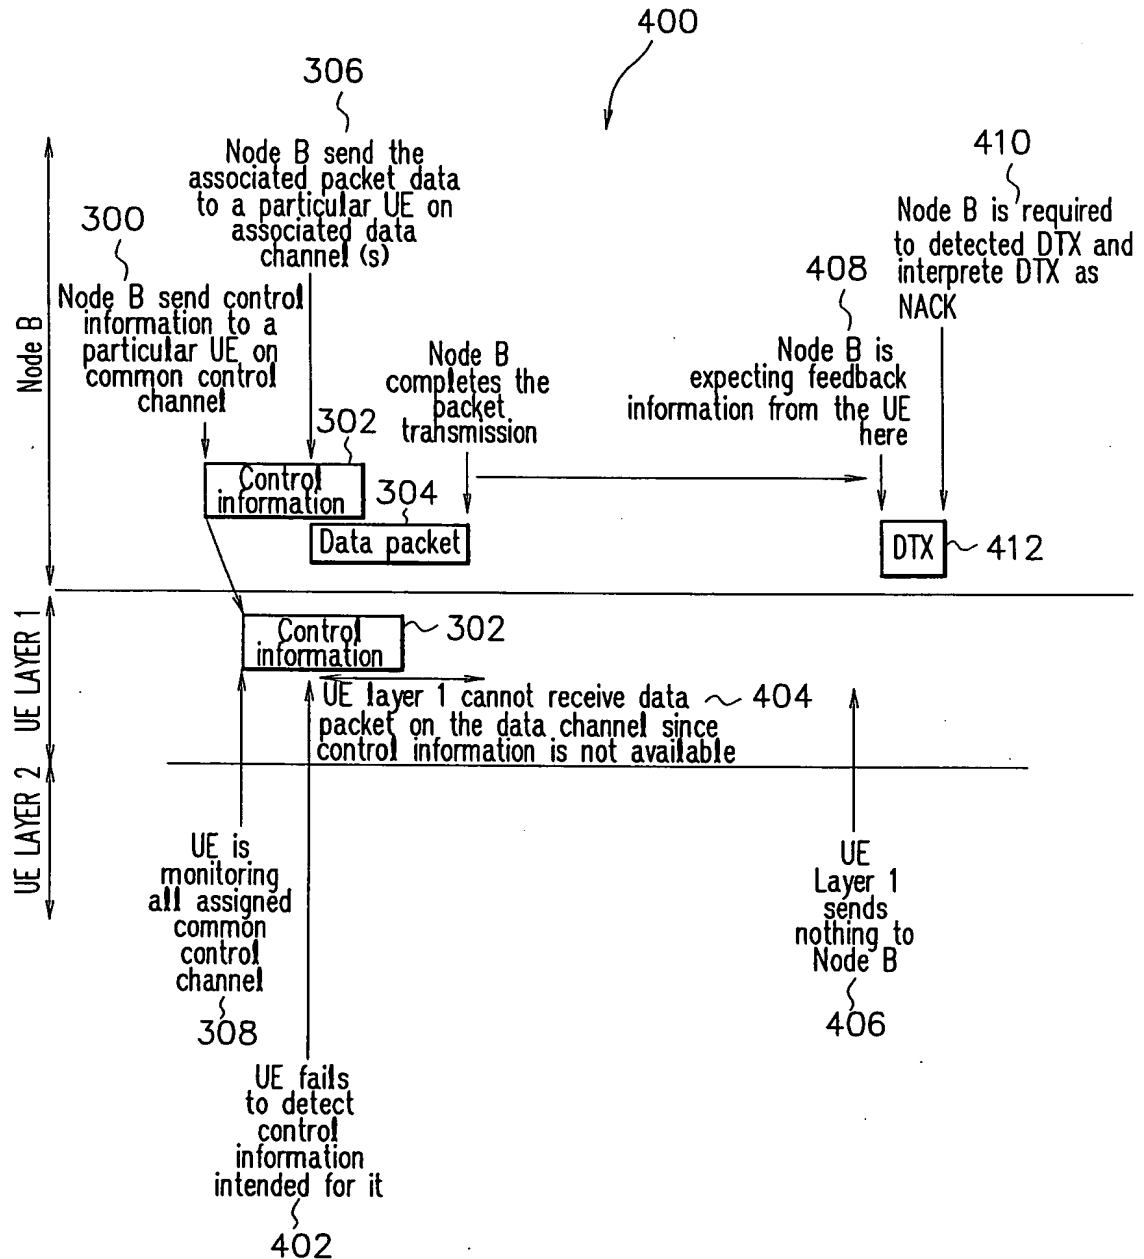 400
306
Node B send the
associated packet data
to a particular UE on
associated data
channel (s)
410
Node B is required
to detected DTX and
interprete DTX as
NACK
300
Node B send control
information to a
particular UE on
common control
channel
408
Node B is
expecting feedback
information from the UE
here
Node B
completes the
packet
transmission
Node B
302
Control
information
304
Data packet
DTX
412
UE LAYER 1
Control
information
302
UE layer 1 cannot receive data
packet on the data channel since
control information is not available
404
UE LAYER 2
UE is
monitoring
all assigned
common
control
channel
308
UE
Layer 1
sends
nothing to
Node B
406
UE fails
to detect
control
information
intended for it
402